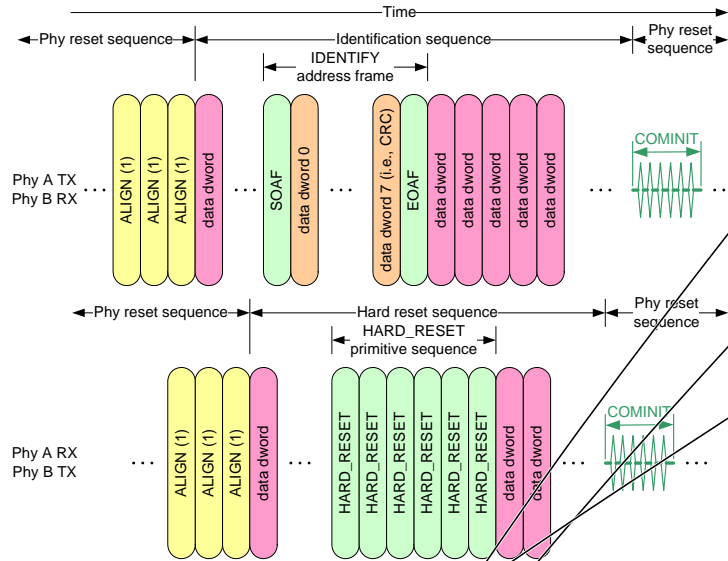 Time
Phy reset sequence
Identification sequence
Phy reset
sequence
IDENTIFY
address frame
Phy A TX
Phy B RX
...
ALIGN (1)
ALIGN (1)
ALIGN (1)
data dword
...
SOAF
data dword 0
...
data dword 7 (i.e., CRC)
EOAF
data dword
data dword
data dword
data dword
data dword
...
COMINIT
...
Phy reset sequence
Hard reset sequence
Phy reset
sequence
HARD_RESET
primitive sequence
Phy A RX
Phy B TX
...
ALIGN (1)
ALIGN (1)
ALIGN (1)
data dword
...
HARD_RESET
HARD_RESET
HARD_RESET
HARD_RESET
HARD_RESET
HARD_RESET
data dword
data dword
...
COMINIT
...